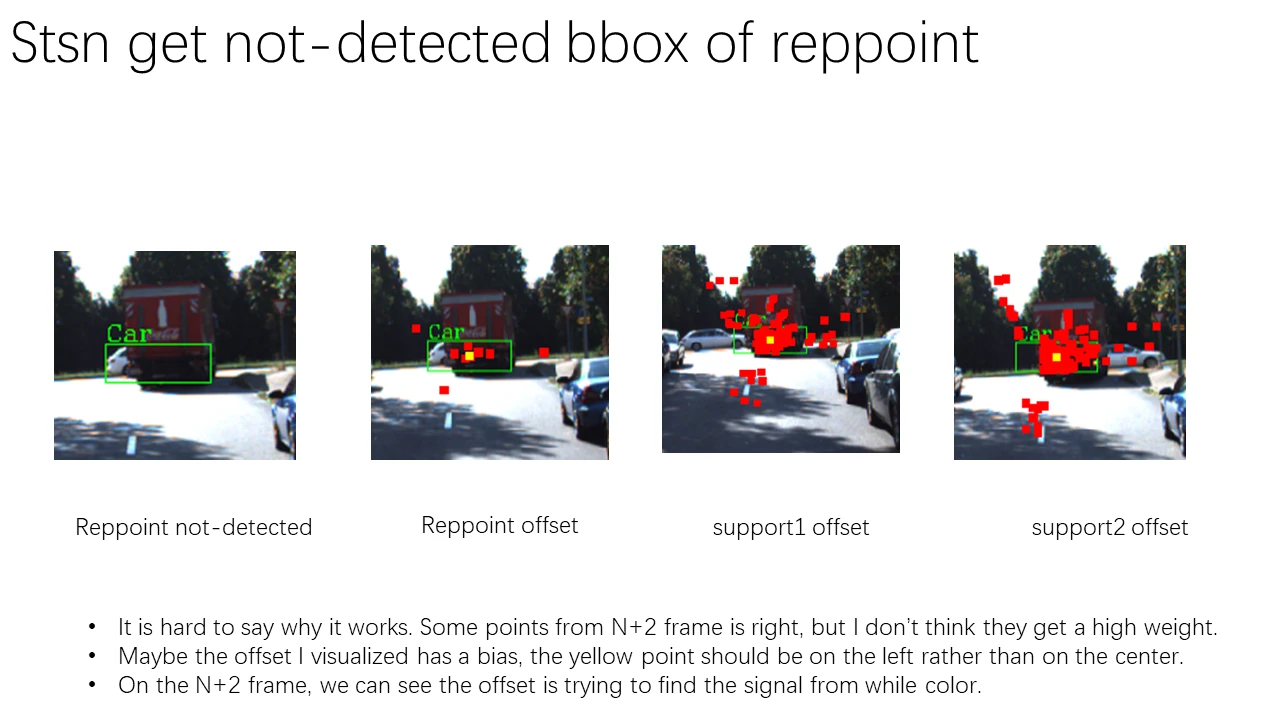 Stsn get not-detected bbox of reppoint
Car
Car
Car
Reppoint not-detected
Reppoint offset
support1 offset
support2 offset
• It is hard to say why it works. Some points from N+2 frame is right, but I don't think they get a high weight.
• Maybe the offset I visualized has a bias, the yellow point should be on the left rather than on the center.
• On the N+2 frame, we can see the offset is trying to find the signal from while color.